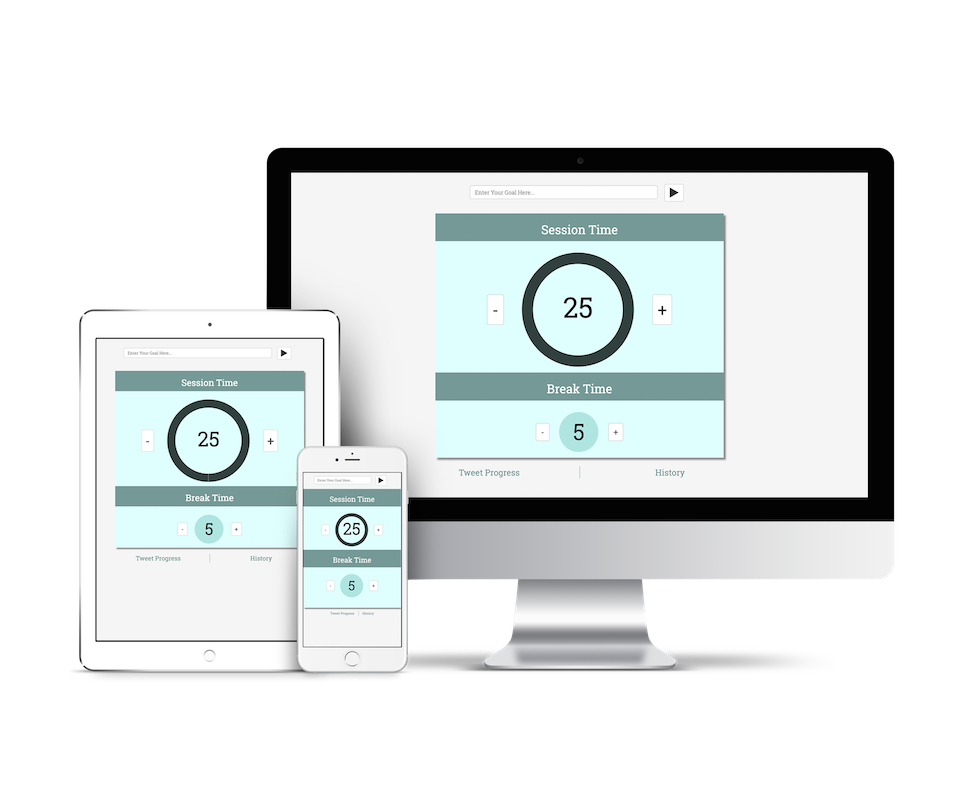 Enter Your Goal Here...
Session Time
-
25
+
Break Time
-
5
+
Tweet Progress
History
Enter Your Goal Here...
Session Time
-
25
+
Break Time
-
5
+
Tweet Progress
History
Enter Your Goal Here...
Session Time
-
25
+
Break Time
-
5
+
Tweet Progress
History